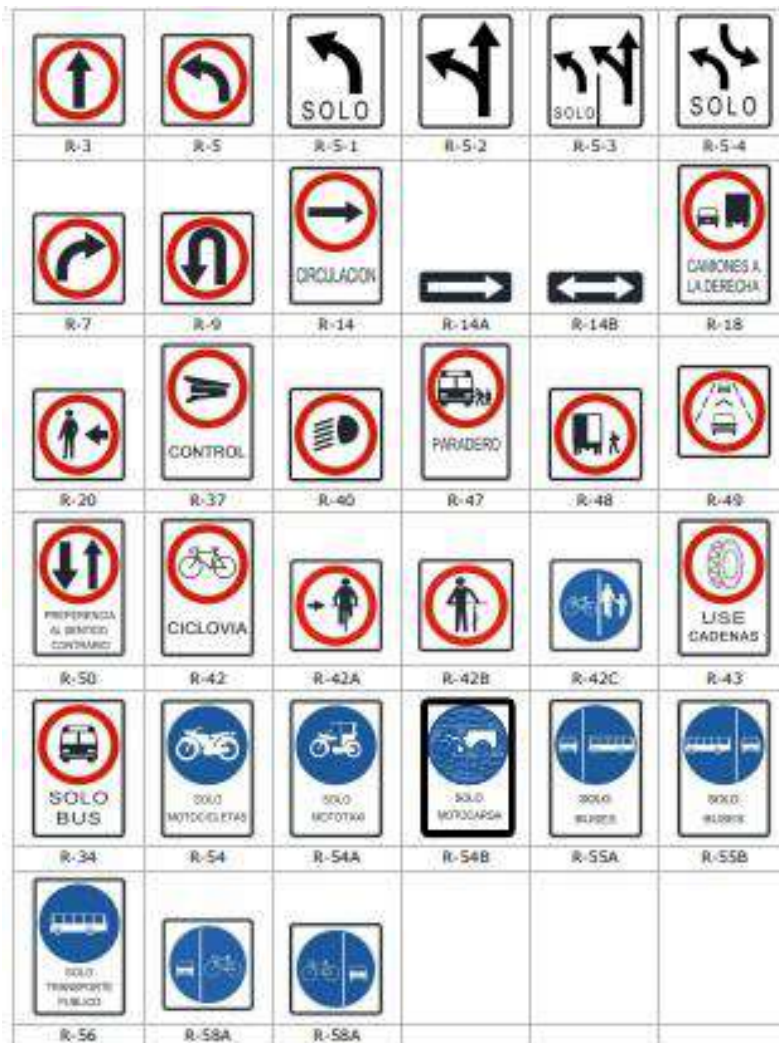 SOLO
SOLO
SOLO
R-3 R-5 R-5-1 R-5-2 R-5-3 R-5-4
CIRCULACION
CAMIONES A
LA DERECHA
R-7 R-9 R-14 R-14A R-14B R-18
CONTROL
PARADERO
R-20 R-37 R-40 R-47 R-48 R-49
PREFERENCIA
AL SENTIDO
CONTRARIO
CICLOVIA
USE
CADENAS
R-50 R-42 R-42A R-42B R-42C R-43
SOLO
BUS
SOLO
MOTOCICLETAS
SOLO
MOTOTAXI
SOLO
MOTOCARGA
SOLO
BUSES
SOLO
BUSES
R-34 R-54 R-54A R-54B R-55A R-55B
SOLO
TRANSPORTE
PUBLICO
R-56 R-58A R-58A